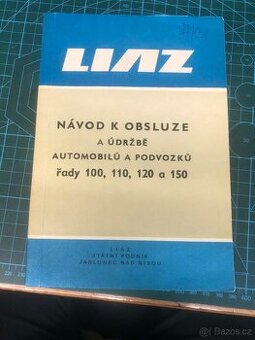 LIAZ
NÁVOD K OBSLUZE
A ÚDRŽBĚ
AUTOMOBILŮ A PODVOZKŮ
řady 100, 110, 120 a 150
LIAZ
STÁTNÍ PODNIK
JABLONEC NAD NISOU
bazos.cz